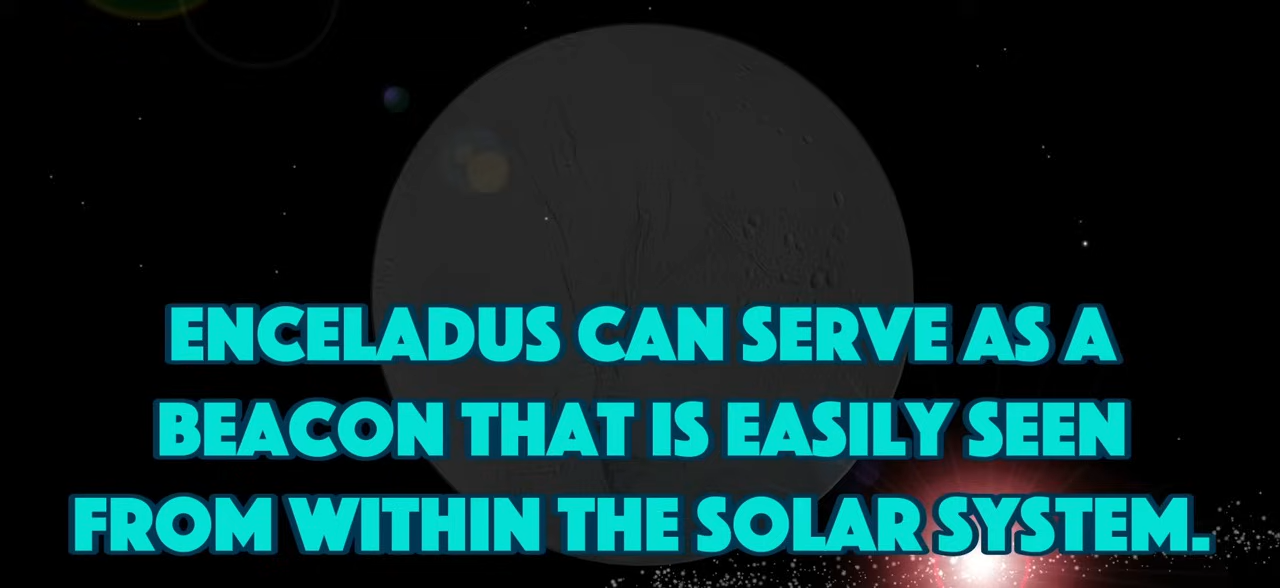 ENCELADUS CAN SERVE AS A
BEACON THAT IS EASILY SEEN
FROM WITHIN THE SOLAR SYSTEM.